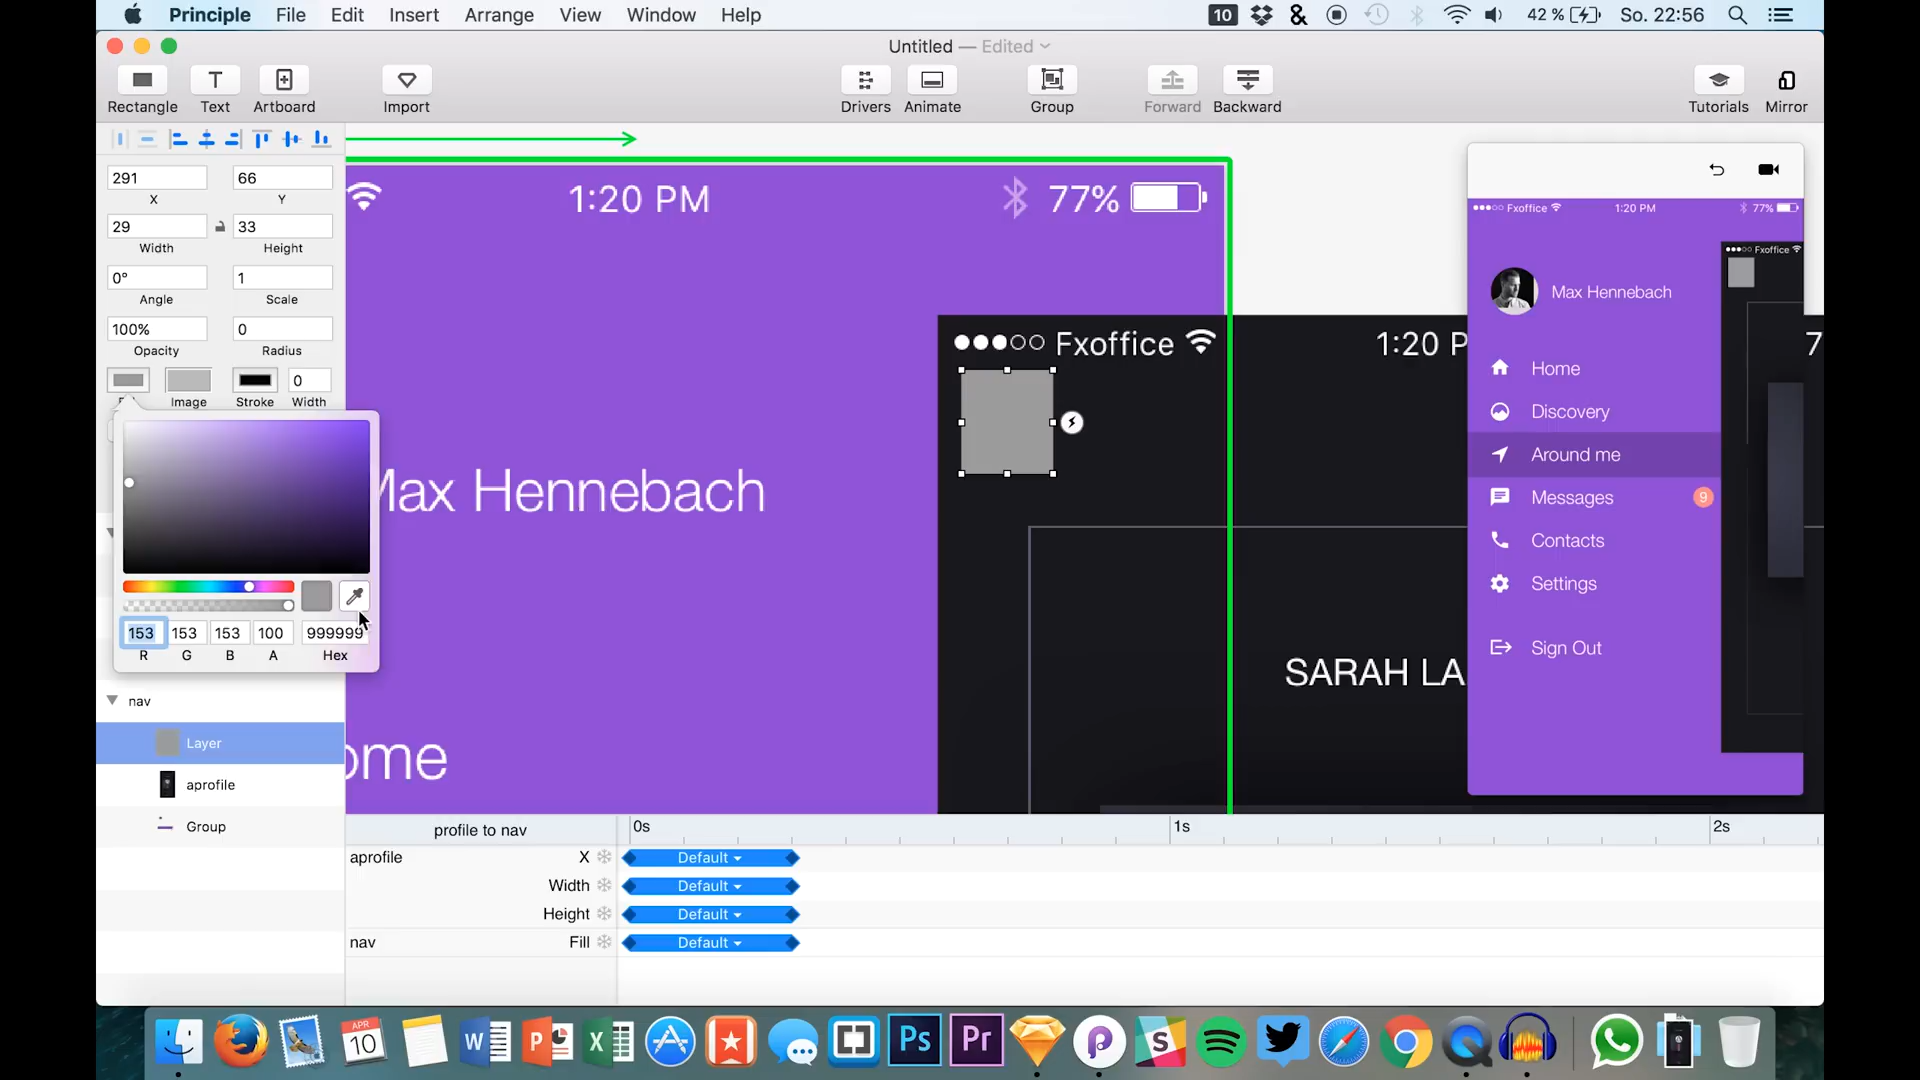 Principle File Edit Insert Arrange View Window Help
10 & 42 % So. 22:56
Untitled — Edited
Rectangle Text Artboard Import Drivers Animate Group Forward Backward Tutorials Mirror
291 66
X Y
29 33
Width Height
0° 1
Angle Scale
100% 0
Opacity Radius
0
Image Stroke Width
153 153 153 100 999999
R G B A Hex
nav
Layer
aprofile
Group
1:20 PM 77%
Fxoffice 1:20 P
7
Max Hennebach
SARAH LA
ome
Fxoffice 1:20 PM 77%
Fxoffice
Max Hennebach
Home
Discovery
Around me
Messages 9
Contacts
Settings
Sign Out
profile to nav 0s 1s 2s
aprofile X Default
Width Default
Height Default
nav Fill Default
APR
10
W P X Ps Pr S